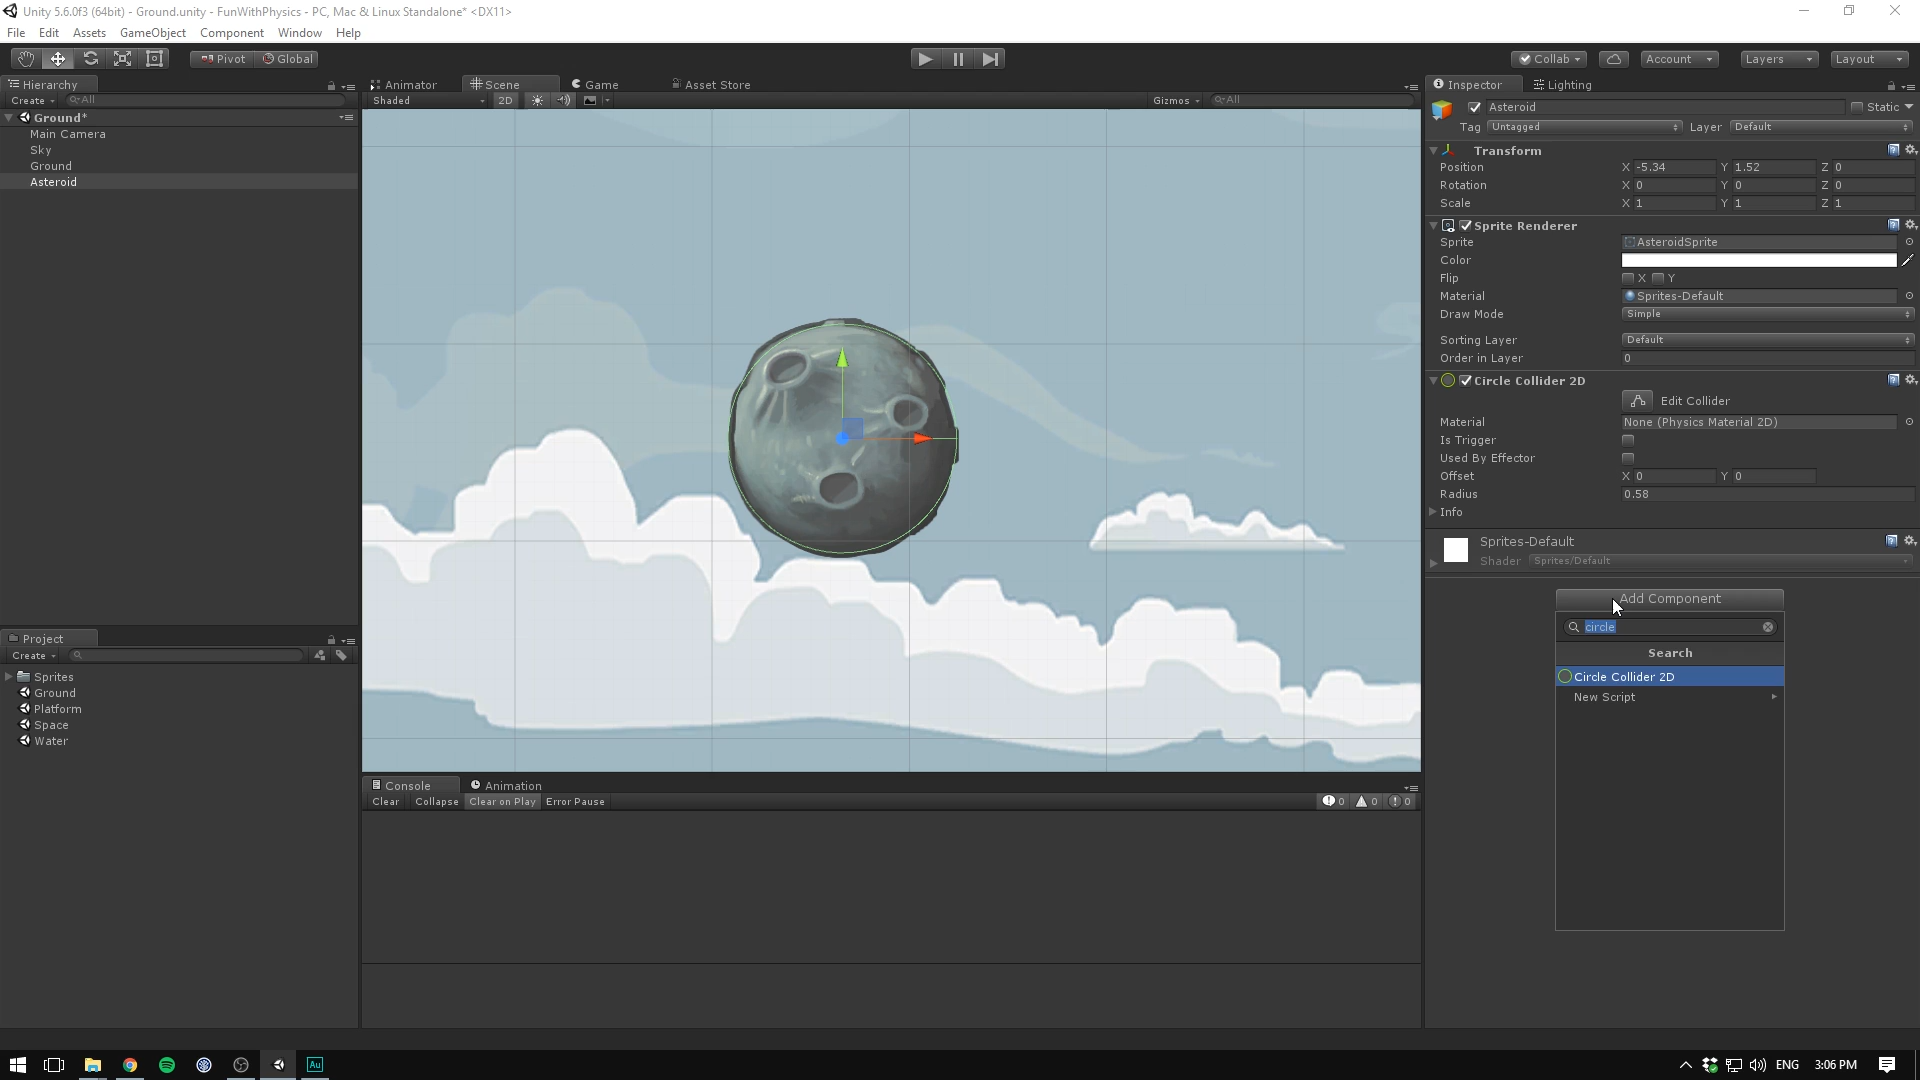 Unity 5.6.0f3 (64bit) - Ground.unity - FunWithPhysics - PC, Mac & Linux Standalone* <DX11>
File Edit Assets GameObject Component Window Help
Pivot Global Collab Account Layers Layout
Hierarchy
Create All
Ground*
Main Camera
Sky
Ground
Asteroid
Animator Scene Game Asset Store
Shaded 2D Gizmos All
Inspector Lighting
Asteroid Static
Tag Untagged Layer Default
Transform
Position X -5.34 Y 1.52 Z 0
Rotation X 0 Y 0 Z 0
Scale X 1 Y 1 Z 1
Sprite Renderer
Sprite AsteroidSprite
Color
Flip X Y
Material Sprites-Default
Draw Mode Simple
Sorting Layer Default
Order in Layer 0
Circle Collider 2D
Edit Collider
Material None (Physics Material 2D)
Is Trigger
Used By Effector
Offset X 0 Y 0
Radius 0.58
Info
Sprites-Default
Shader Sprites/Default
Add Component
circle
Search
Circle Collider 2D
New Script
Project
Create
Sprites
Ground
Platform
Space
Water
Console Animation
Clear Collapse Clear on Play Error Pause 0 0 0
Au ENG 3:06 PM